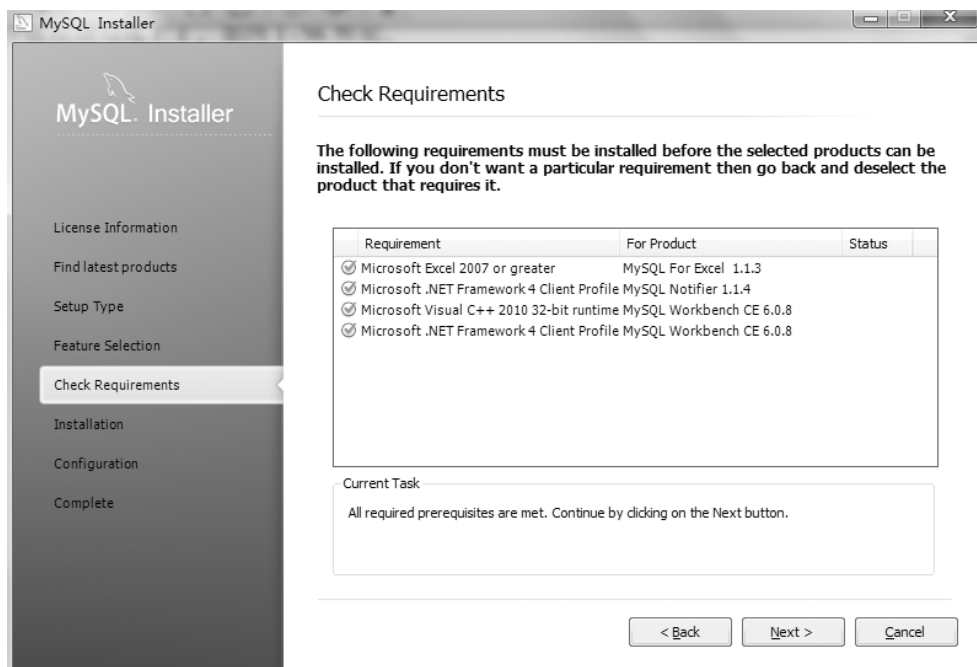 MySQL Installer
MySQL. Installer
License Information
Find latest products
Setup Type
Feature Selection
Check Requirements
Installation
Configuration
Complete
Check Requirements
The following requirements must be installed before the selected products can be
installed. If you don't want a particular requirement then go back and deselect the
product that requires it.
Requirement For Product Status
Microsoft Excel 2007 or greater MySQL For Excel 1.1.3
Microsoft .NET Framework 4 Client Profile MySQL Notifier 1.1.4
Microsoft Visual C++ 2010 32-bit runtime MySQL Workbench CE 6.0.8
Microsoft .NET Framework 4 Client Profile MySQL Workbench CE 6.0.8
Current Task
All required prerequisites are met. Continue by clicking on the Next button.
< Back Next > Cancel